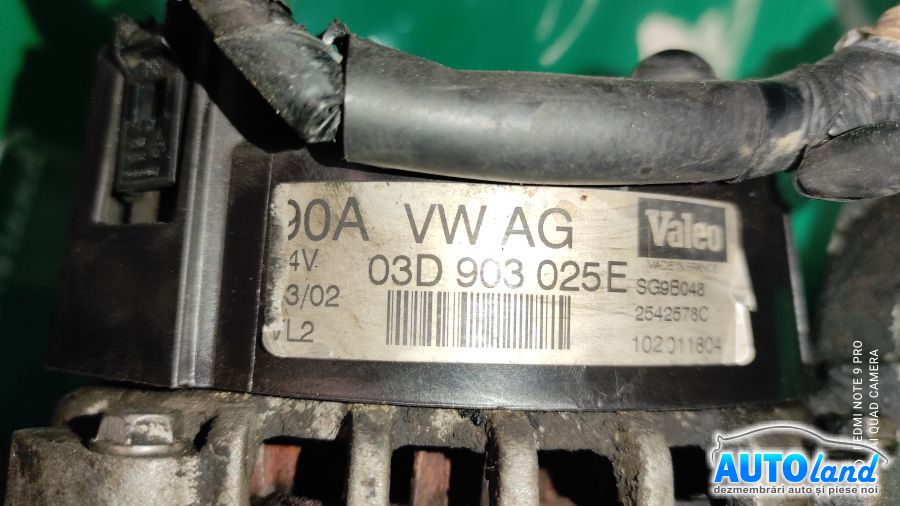 90A VW AG Valeo
MADE IN FRANCE
4V 03D 903 025E SG9B048
3/02 2542578C
VL2 102011804
REDMI NOTE 9 PRO
AI QUAD CAMERA
AUTOland
dezmembrări auto și piese noi